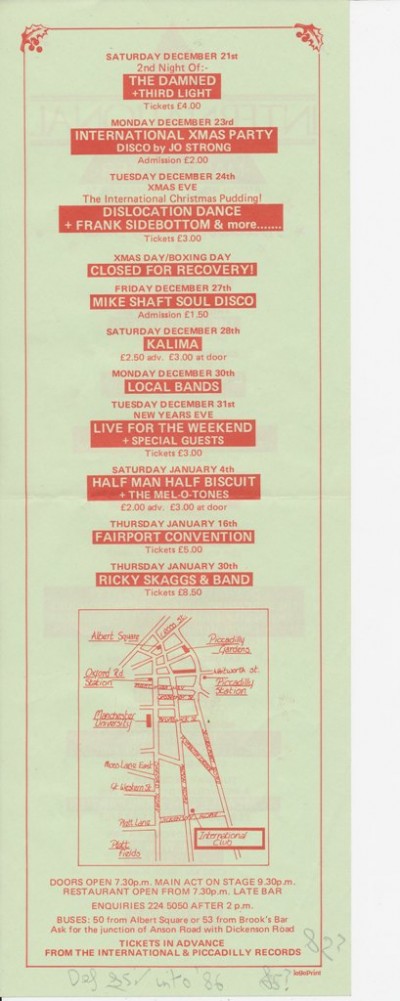 SATURDAY DECEMBER 21st
2nd Night Of:-
THE DAMNED
+THIRD LIGHT
Tickets £4.00
MONDAY DECEMBER 23rd
INTERNATIONAL XMAS PARTY
DISCO by JO STRONG
Admission £2.00
TUESDAY DECEMBER 24th
XMAS EVE
The International Christmas Pudding!
DISLOCATION DANCE
+ FRANK SIDEBOTTOM & more.......
Tickets £3.00
XMAS DAY/BOXING DAY
CLOSED FOR RECOVERY!
FRIDAY DECEMBER 27th
MIKE SHAFT SOUL DISCO
Admission £1.50
SATURDAY DECEMBER 28th
KALIMA
£2.50 adv. £3.00 at door
MONDAY DECEMBER 30th
LOCAL BANDS
TUESDAY DECEMBER 31st
NEW YEARS EVE
LIVE FOR THE WEEKEND
+ SPECIAL GUESTS
Tickets £3.00
SATURDAY JANUARY 4th
HALF MAN HALF BISCUIT
+ THE MEL-O-TONES
£2.00 adv. £3.00 at door
THURSDAY JANUARY 16th
FAIRPORT CONVENTION
Tickets £5.00
THURSDAY JANUARY 30th
RICKY SKAGGS & BAND
Tickets £8.50
Albert Square
Piccadilly
Gardens
Oxford Rd
Station
Whitworth st.
Piccadilly
Station
Manchester
University
Moss Lane East
Gt Western St
Platt Lane
Platt
Fields
International
Club
DOORS OPEN 7.30p.m. MAIN ACT ON STAGE 9.30p.m.
RESTAURANT OPEN FROM 7.30p.m. LATE BAR
ENQUIRIES 224 5050 AFTER 2 p.m.
BUSES: 50 from Albert Square or 53 from Brook's Bar
Ask for the junction of Anson Road with Dickenson Road
TICKETS IN ADVANCE
FROM THE INTERNATIONAL & PICCADILLY RECORDS
Def 85/ into '86 85?